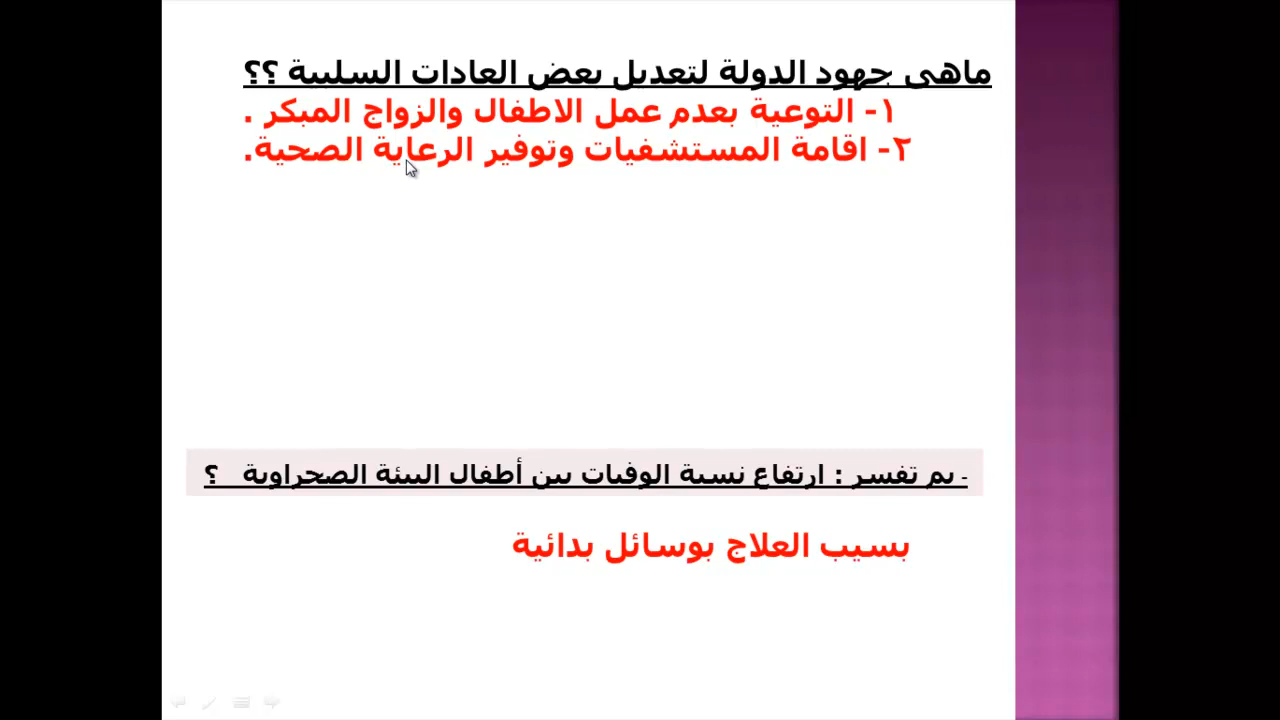 ماهى جهود الدولة لتعديل بعض العادات السلبية ؟؟
١- التوعية بعدم عمل الاطفال والزواج المبكر .
٢- اقامة المستشفيات وتوفير الرعاية الصحية.
- بم تفسر : ارتفاع نسبة الوفيات بين أطفال البيئة الصحراوية ؟
بسبب العلاج بوسائل بدائية